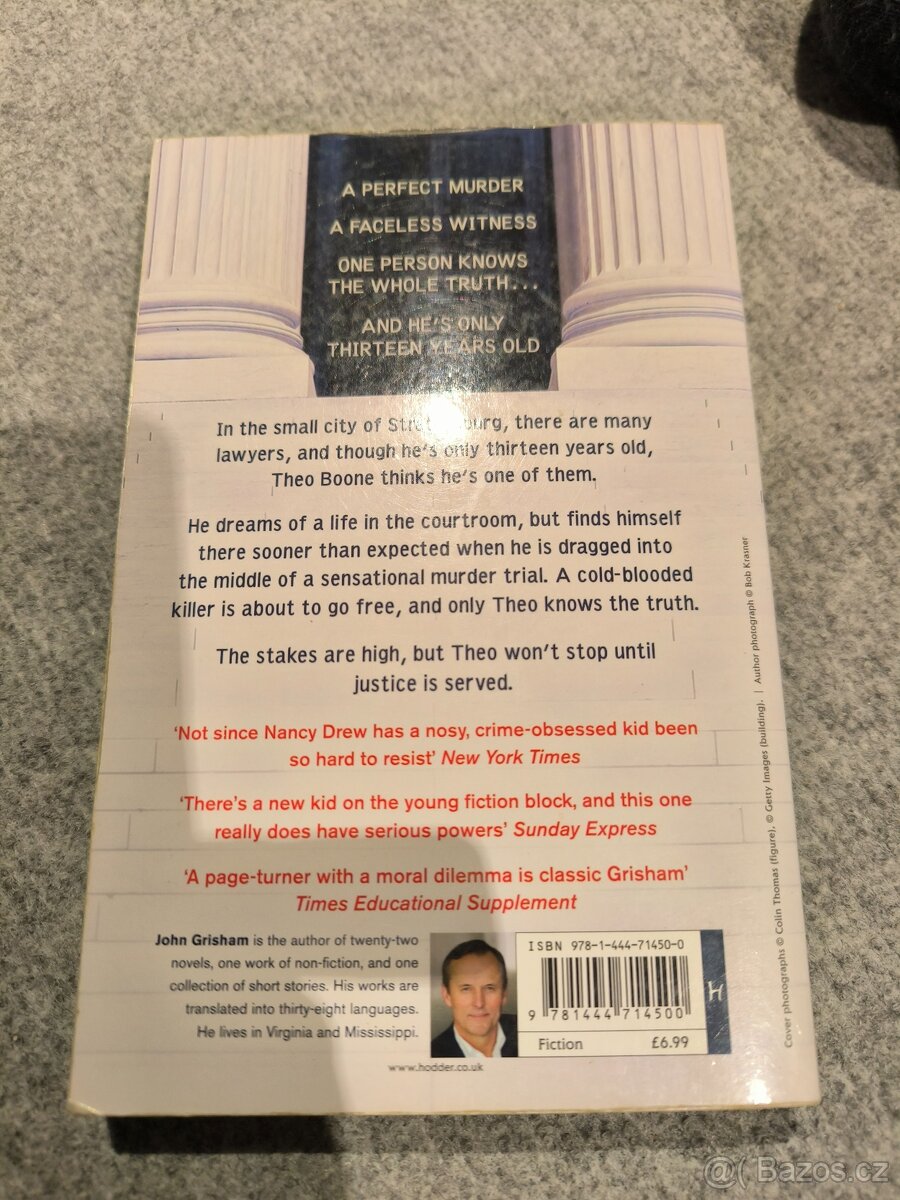 A PERFECT MURDER
A FACELESS WITNESS
ONE PERSON KNOWS
THE WHOLE TRUTH...
AND HE'S ONLY
THIRTEEN YEARS OLD
In the small city of , there are many
lawyers, and though he's only thirteen years old,
Theo Boone thinks he's one of them.
He dreams of a life in the courtroom, but finds himself
there sooner than expected when he is dragged into
the middle of a sensational murder trial. A cold-blooded
killer is about to go free, and only Theo knows the truth.
The stakes are high, but Theo won't stop until
justice is served.
'Not since Nancy Drew has a nosy, crime-obsessed kid been
so hard to resist' New York Times
'There's a new kid on the young fiction block, and this one
really does have serious powers' Sunday Express
'A page-turner with a moral dilemma is classic Grisham'
Times Educational Supplement
John Grisham is the author of twenty-two
novels, one work of non-fiction, and one
collection of short stories. His works are
translated into thirty-eight languages.
He lives in Virginia and Mississippi.
www.hodder.co.uk
ISBN 978-1-444-71450-0
9 781444 714500
Fiction £6.99
H
Cover photographs © Colin Thomas (figure), © Getty Images (building). | Author photograph © Bob Krasner
@( Bazos.cz